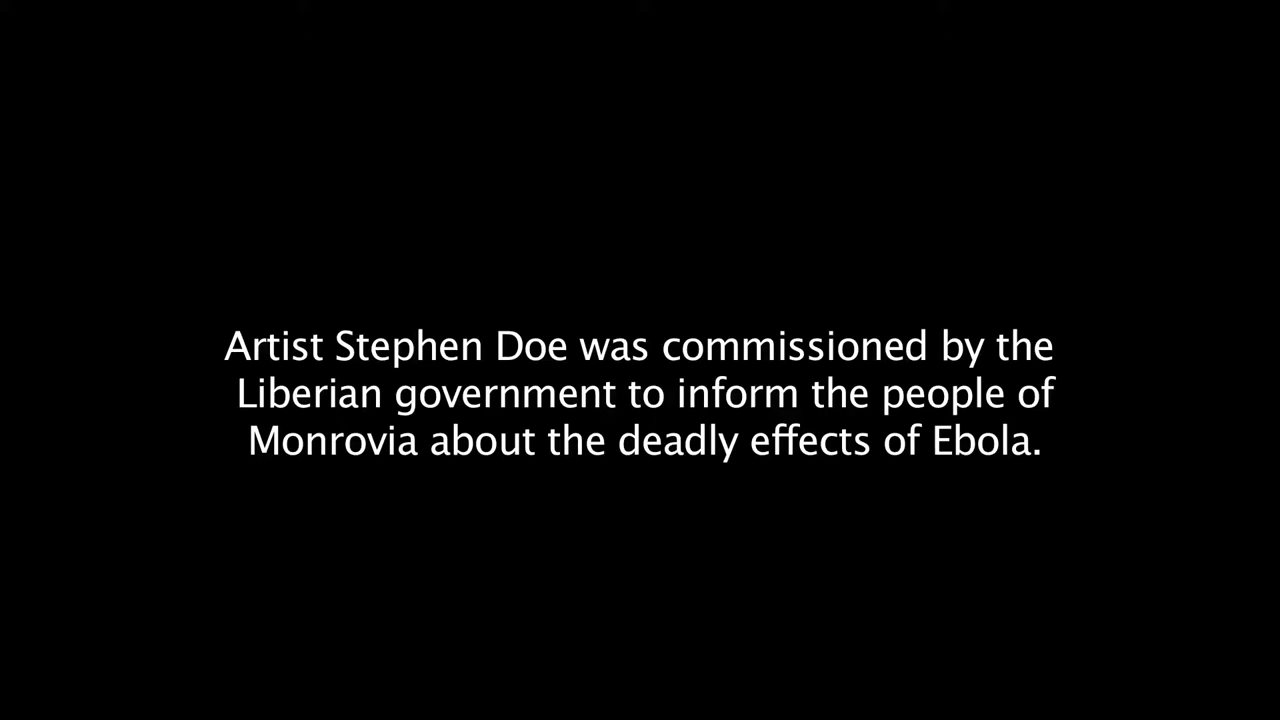 Artist Stephen Doe was commissioned by the
Liberian government to inform the people of
Monrovia about the deadly effects of Ebola.